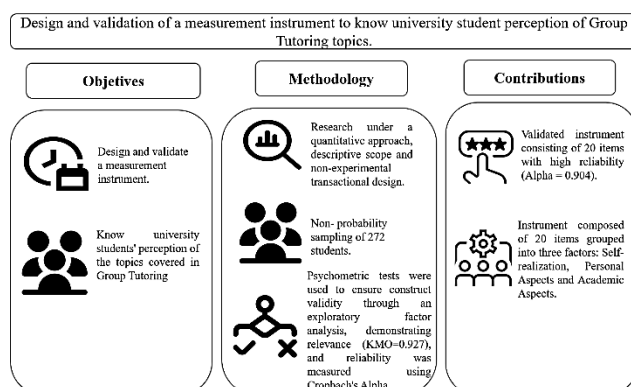 Design and validation of a measurement instrument to know university student perception of Group
Tutoring topics.
Objetives
Design and validate
a measurement
instrument.
Know university
students' perception of
the topics covered in
Group Tutoring
Methodology
Research under a
quantitative approach,
descriptive scope and
non-experimental
transactional design.
Non- probability
sampling of 272
students.
Psychometric tests were
used to ensure construct
validity through an
exploratory factor
analysis, demonstrating
relevance (KMO=0.927),
and reliability was
measured using
Cronbach's Alpha
Contributions
Validated instrument
consisting of 20 items
with high reliability
(Alpha = 0.904).
Instrument composed
of 20 items grouped
into three factors: Self-
realization, Personal
Aspects and Academic
Aspects.